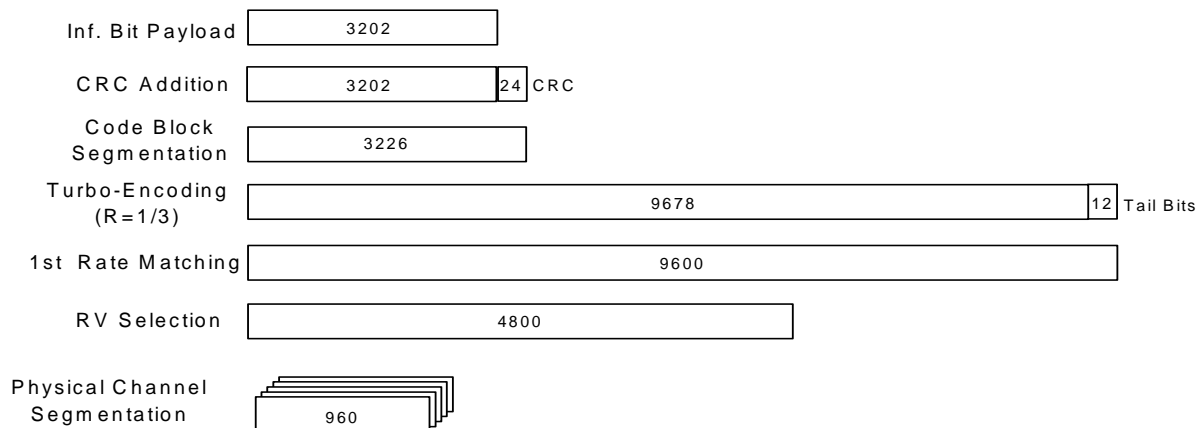 Inf. Bit Payload 3202
CRC Addition 3202 24 CRC
Code Block
Segmentation 3226
Turbo-Encoding
(R=1/3) 9678 12 Tail Bits
1st Rate Matching 9600
RV Selection 4800
Physical Channel
Segmentation 960